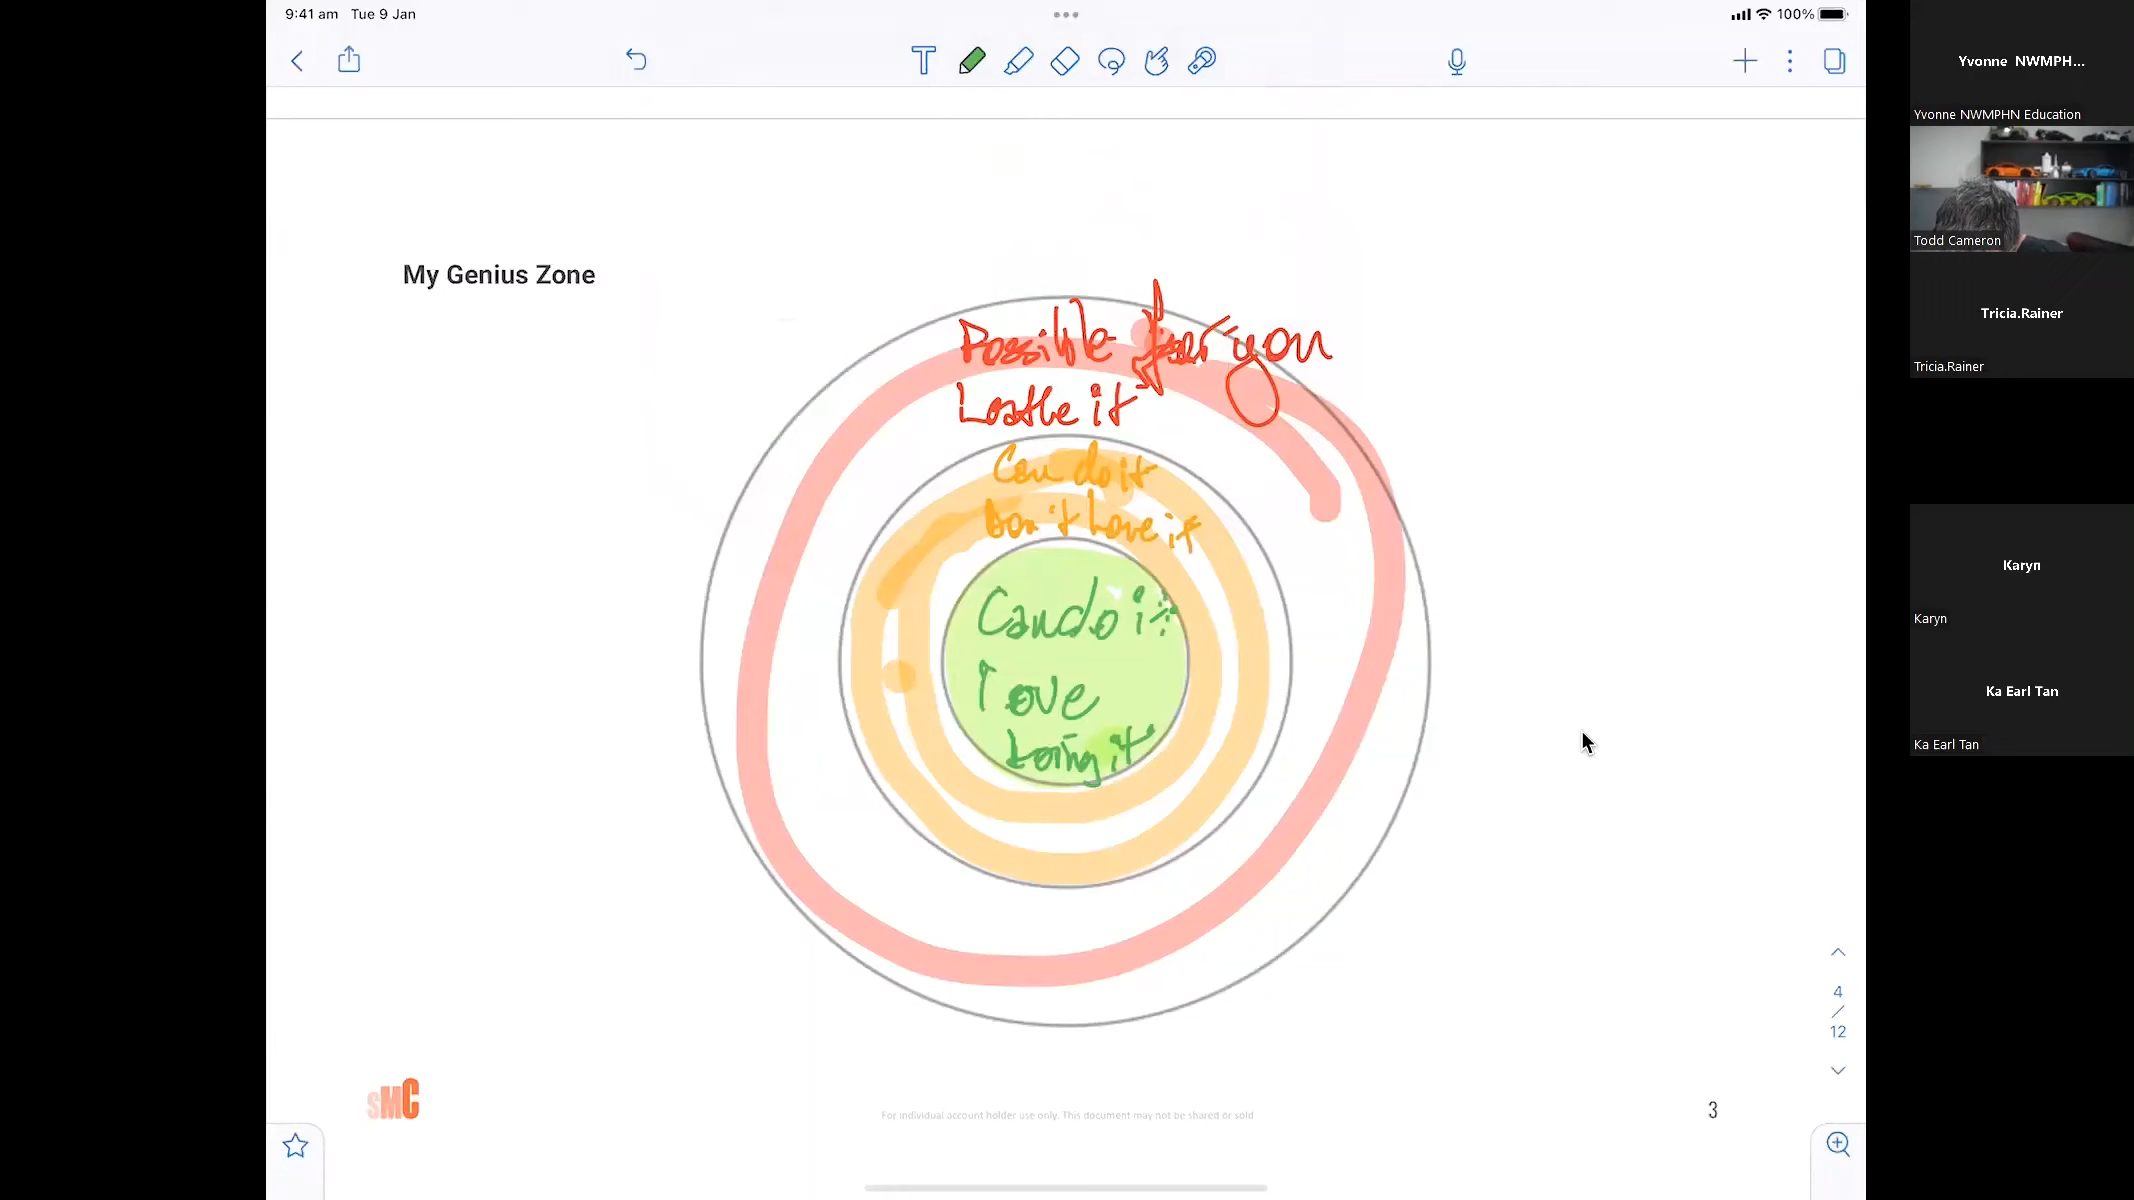 9:41 am Tue 9 Jan
100%
My Genius Zone
Possible for you
Loathe it
Can do it
Don't Love it
Can do it
Love
Doing it
For individual account holder use only. This document may not be shared or sold
SMC
3
4
/
12
Yvonne NWMPH...
Yvonne NWMPHN Education
Todd Cameron
Tricia.Rainer
Tricia.Rainer
Karyn
Karyn
Ka Earl Tan
Ka Earl Tan